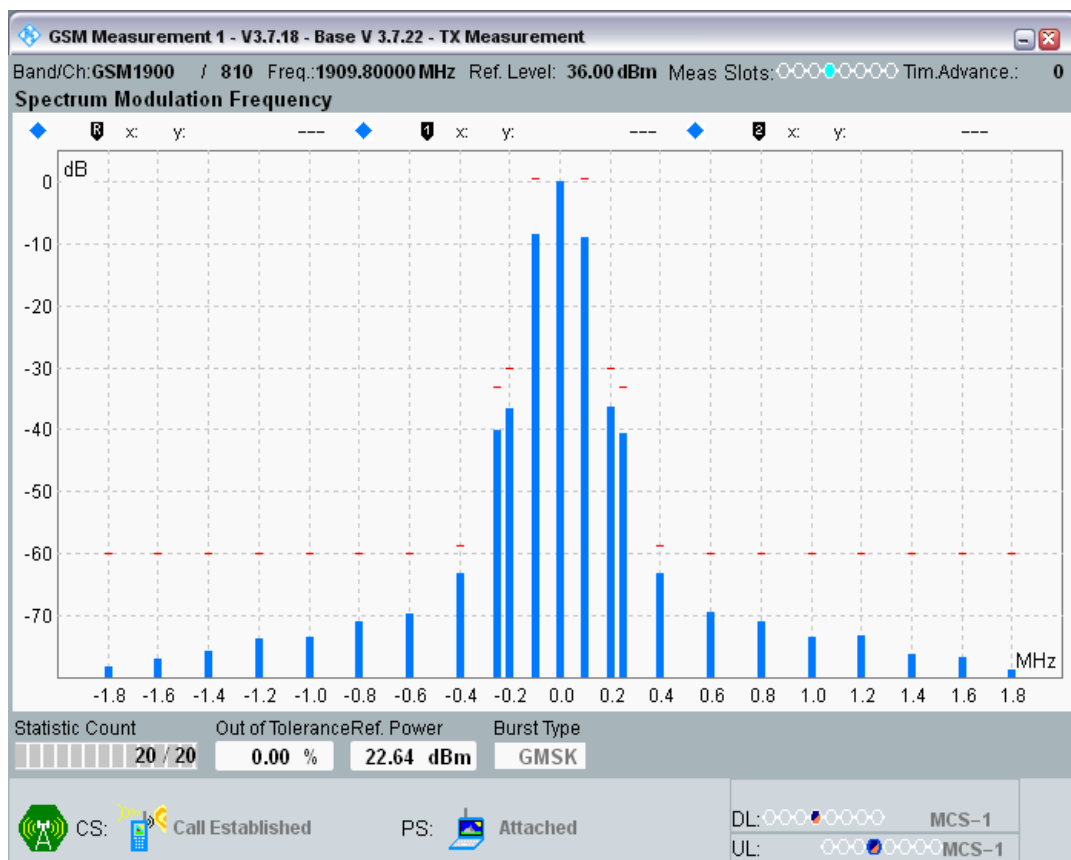 GSM Measurement 1 - V3.7.18 - Base V 3.7.22 - TX Measurement
Band/Ch:GSM1900 / 810 Freq.:1909.80000 MHz Ref. Level: 36.00 dBm Meas Slots: Tim.Advance.: 0
Spectrum Modulation Frequency
R x: y: --- 1 x: y: --- 2 x: y: ---
dB
0
-10
-20
-30
-40
-50
-60
-70
MHz
-1.8 -1.6 -1.4 -1.2 -1.0 -0.8 -0.6 -0.4 -0.2 0.0 0.2 0.4 0.6 0.8 1.0 1.2 1.4 1.6 1.8
Statistic Count Out of Tolerance Ref. Power Burst Type
20 / 20 0.00 % 22.64 dBm GMSK
CS: Call Established PS: Attached
DL: MCS-1
UL: MCS-1